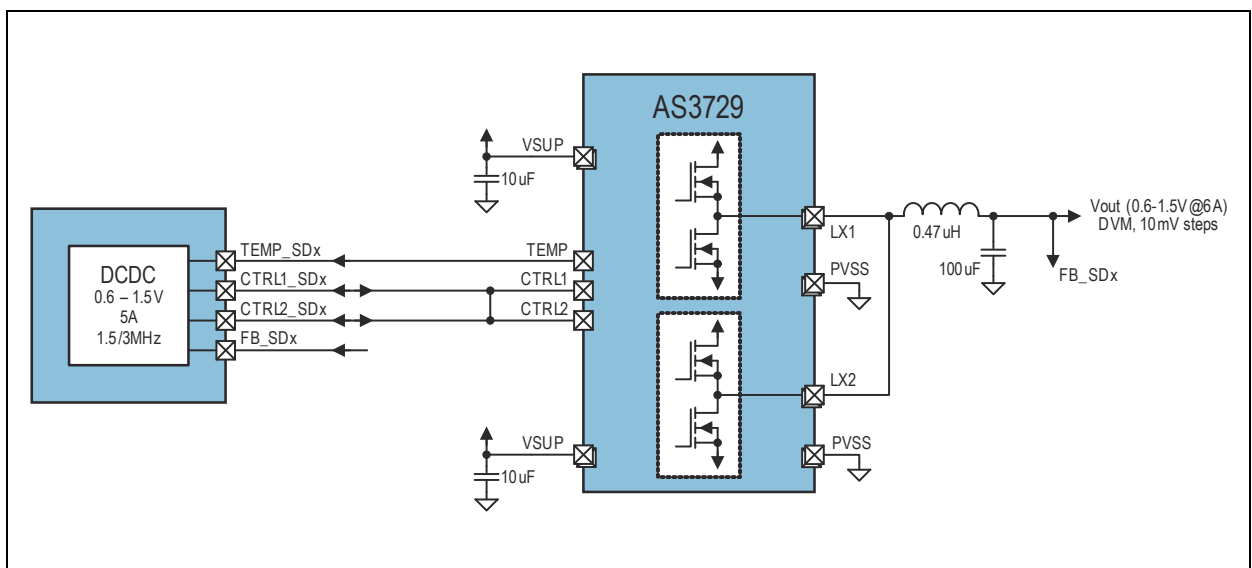 AS3729
VSUP
10uF
DCDC
0.6 – 1.5V
5A
1.5/3MHz
TEMP_SDx
CTRL1_SDx
CTRL2_SDx
FB_SDx
TEMP
CTRL1
CTRL2
VSUP
10uF
LX1
PVSS
LX2
PVSS
0.47uH
100uF
Vout (0.6-1.5V@6A)
DVM, 10mV steps
FB_SDx